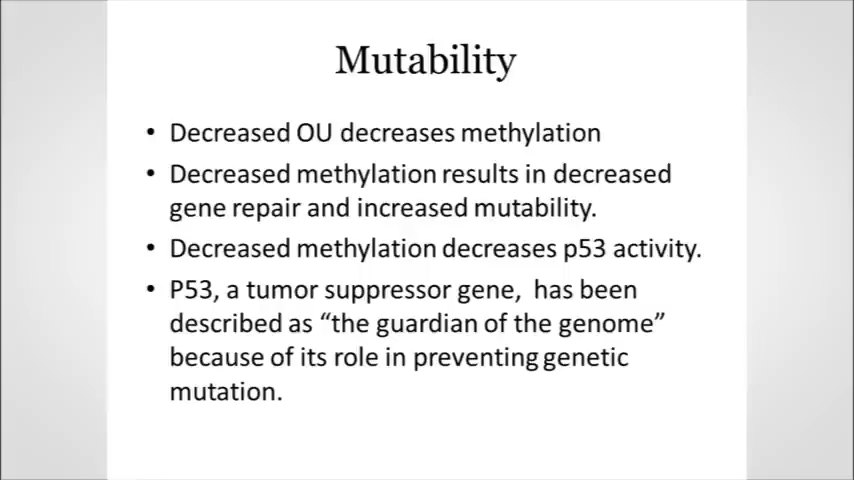 Mutability
• Decreased OU decreases methylation
• Decreased methylation results in decreased
gene repair and increased mutability.
• Decreased methylation decreases p53 activity.
• P53, a tumor suppressor gene,  has been
described as “the guardian of the genome”
because of its role in preventing genetic
mutation.